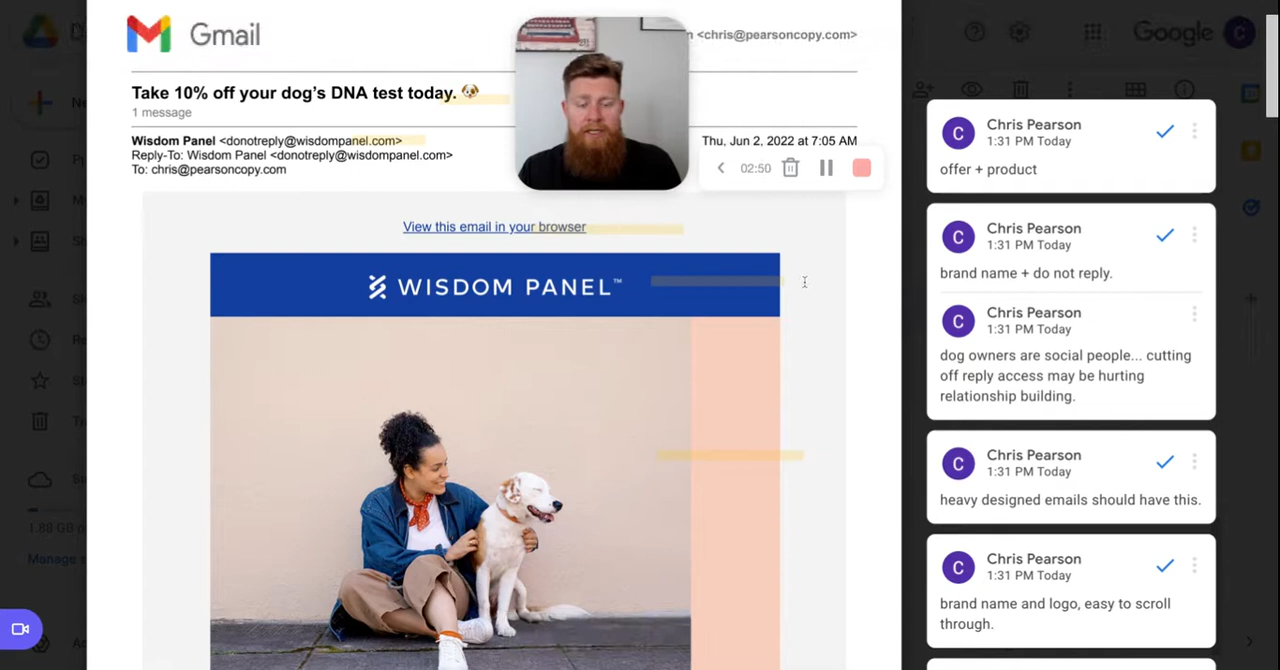 Gmail
<chris@pearsoncopy.com>
Google
C
Take 10% off your dog's DNA test today. 🐶
1 message
Wisdom Panel <donotreply@wisdompanel.com>
Thu, Jun 2, 2022 at 7:05 AM
Reply-To: Wisdom Panel <donotreply@wisdompanel.com>
To: chris@pearsoncopy.com
02:50
View this email in your browser
WISDOM PANEL™
C
Chris Pearson
1:31 PM Today
offer + product
C
Chris Pearson
1:31 PM Today
brand name + do not reply.
C
Chris Pearson
1:31 PM Today
dog owners are social people... cutting
off reply access may be hurting
relationship building.
C
Chris Pearson
1:31 PM Today
heavy designed emails should have this.
C
Chris Pearson
1:31 PM Today
brand name and logo, easy to scroll
through.
1.88 GB
Manage